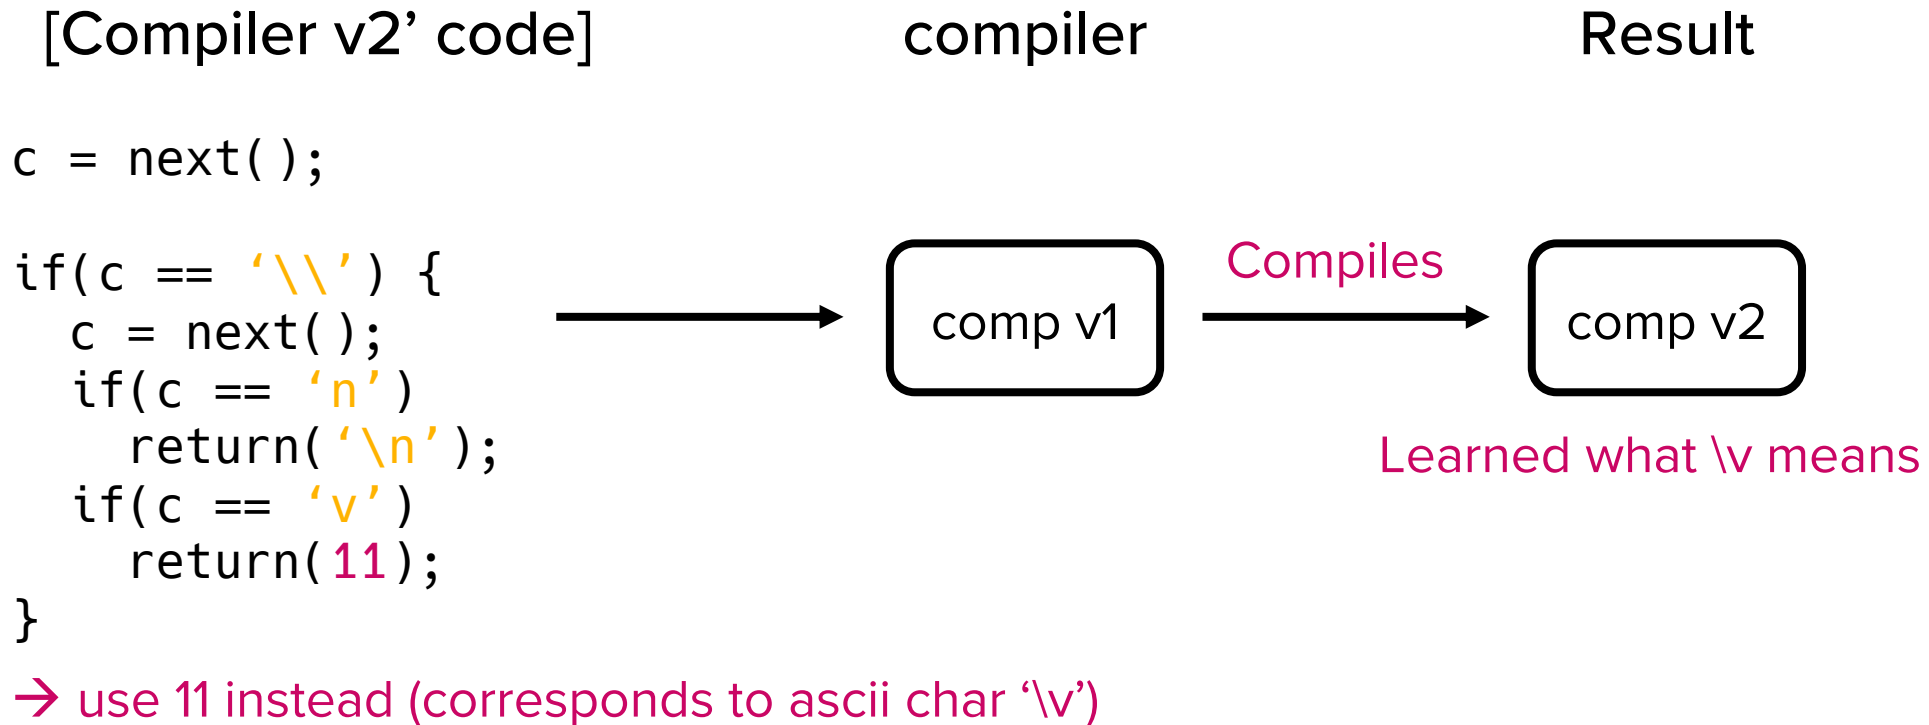 [Compiler v2’ code]
compiler
Result
c = next();
if(c == ‘\\’) {
  c = next();
  if(c == ‘n’)
    return(‘\n’);
  if(c == ‘v’)
    return(11);
}
→ use 11 instead (corresponds to ascii char ‘\v’)
comp v1
Compiles
comp v2
Learned what \v means